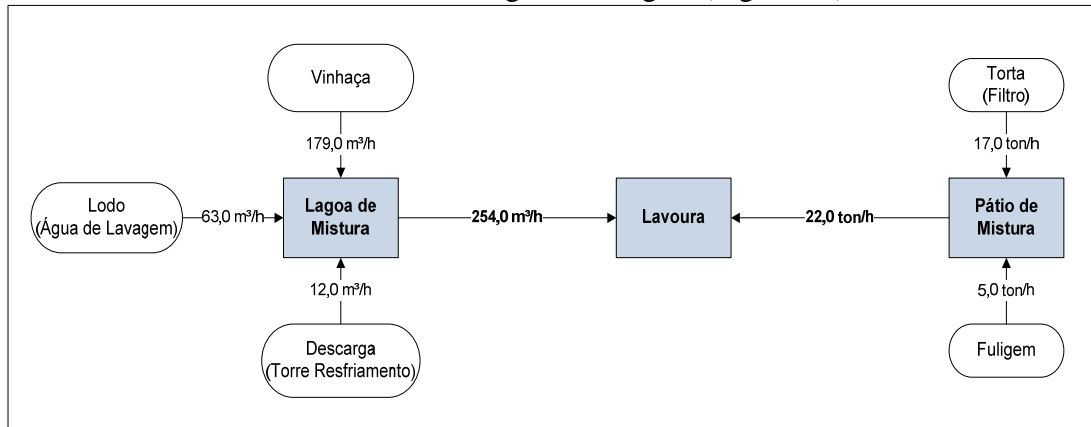 Vinhaça
179,0 m³/h
Lodo
(Água de Lavagem)
63,0 m³/h
Lagoa de
Mistura
254,0 m³/h
12,0 m³/h
Descarga
(Torre Resfriamento)
Lavoura
Torta
(Filtro)
17,0 ton/h
22,0 ton/h
Pátio de
Mistura
5,0 ton/h
Fuligem